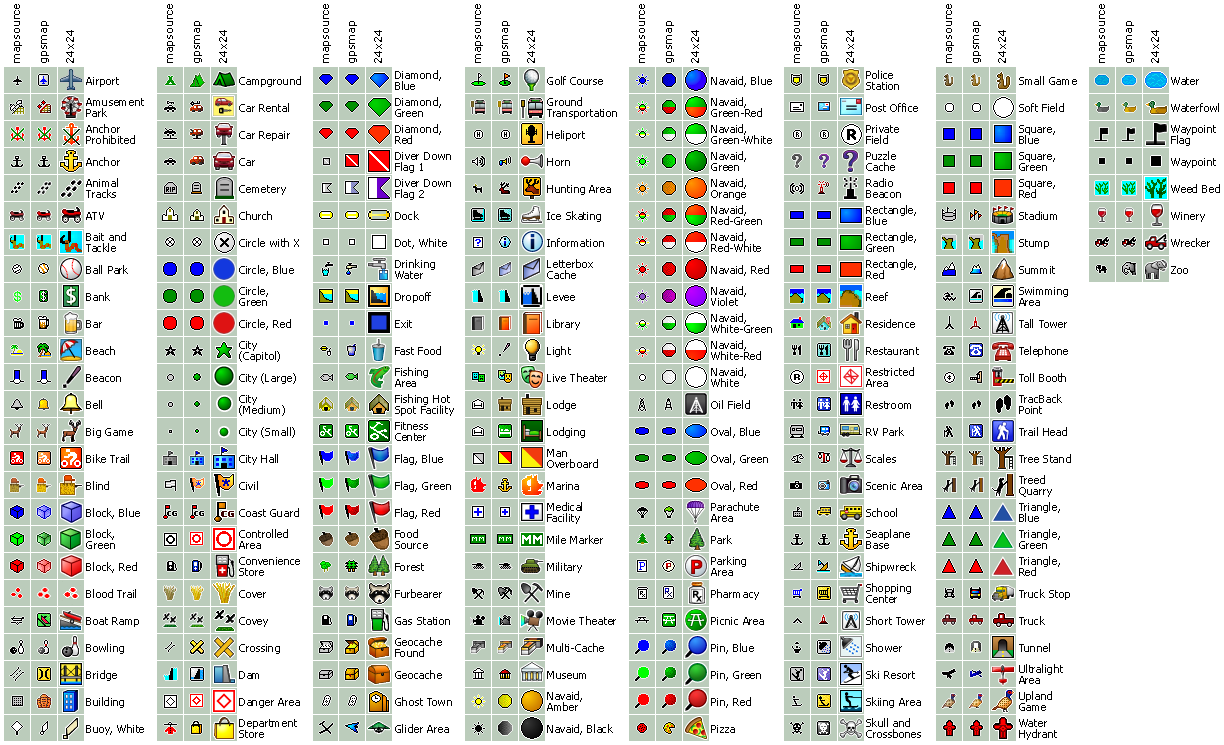 mapsource
gpsmap
24x24
Airport
Amusement
Park
Anchor
Prohibited
Anchor
Animal
Tracks
ATV
Bait and
Tackle
Ball Park
Bank
Bar
Beach
Beacon
Bell
Big Game
Bike Trail
Blind
Block, Blue
Block,
Green
Block, Red
Blood Trail
Boat Ramp
Bowling
Bridge
Building
Buoy, White
mapsource
gpsmap
24x24
Campground
Car Rental
Car Repair
Car
RIP
Cemetery
Church
Circle with X
Circle, Blue
Circle,
Green
Circle, Red
City
(Capitol)
City (Large)
City
(Medium)
City (Small)
City Hall
Civil
CG
CG
CG
Coast Guard
Controlled
Area
Convenience
Store
Cover
Covey
Crossing
Dam
Danger Area
Department
Store
mapsource
gpsmap
24x24
Diamond,
Blue
Diamond,
Green
Diamond,
Red
Diver Down
Flag 1
Diver Down
Flag 2
Dock
Dot, White
Drinking
Water
Dropoff
Exit
Fast Food
Fishing
Area
Fishing Hot
Spot Facility
Fitness
Center
Flag, Blue
Flag, Green
Flag, Red
Food
Source
Forest
Furbearer
Gas Station
Geocache
Found
Geocache
Ghost Town
Glider Area
mapsource
gpsmap
24x24
Golf Course
Ground
Transportation
H
H
Heliport
Horn
Hunting Area
Ice Skating
?
i
i
Information
Letterbox
Cache
Levee
Library
Light
Live Theater
Lodge
Lodging
Man
Overboard
Marina
Medical
Facility
MM
MM
MM
Mile Marker
Military
Mine
Movie Theater
Multi-Cache
Museum
Navaid,
Amber
Navaid, Black
mapsource
gpsmap
24x24
Navaid, Blue
Navaid,
Green-Red
Navaid,
Green-White
Navaid,
Green
Navaid,
Orange
Navaid,
Red-Green
Navaid,
Red-White
Navaid, Red
Navaid,
Violet
Navaid,
White-Green
Navaid,
White-Red
Navaid,
White
Oil Field
Oval, Blue
Oval, Green
Oval, Red
Parachute
Area
Park
P
P
P
Parking
Area
Rx
Rx
Rx
Pharmacy
Picnic Area
Pin, Blue
Pin, Green
Pin, Red
Pizza
mapsource
gpsmap
24x24
Police
Station
Post Office
R
R
R
Private
Field
?
?
?
Puzzle
Cache
Radio
Beacon
Rectangle,
Blue
Rectangle,
Green
Rectangle,
Red
Reef
Residence
Restaurant
R
Restricted
Area
Restroom
RV Park
Scales
Scenic Area
School
Seaplane
Base
Shipwreck
Shopping
Center
Short Tower
Shower
Ski Resort
Skiing Area
Skull and
Crossbones
mapsource
gpsmap
24x24
Small Game
Soft Field
Square,
Blue
Square,
Green
Square,
Red
Stadium
Stump
Summit
Swimming
Area
Tall Tower
Telephone
Toll Booth
TracBack
Point
Trail Head
Tree Stand
Treed
Quarry
Triangle,
Blue
Triangle,
Green
Triangle,
Red
Truck Stop
Truck
Tunnel
Ultralight
Area
Upland
Game
Water
Hydrant
mapsource
gpsmap
24x24
Water
Waterfowl
Waypoint
Flag
Waypoint
Weed Bed
Winery
Wrecker
Zoo